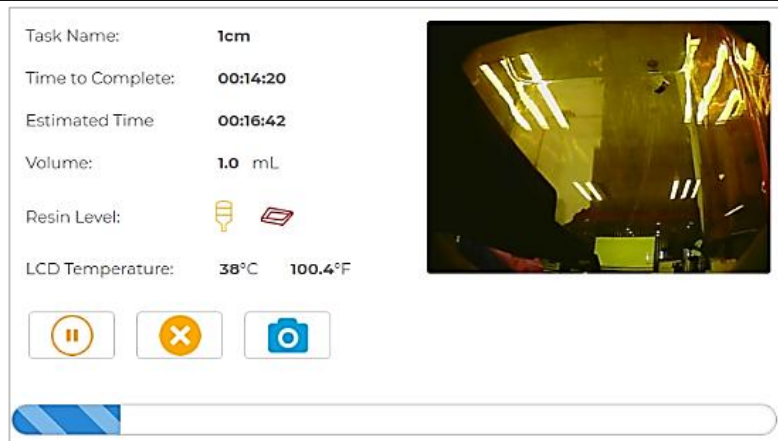 Task Name: 1cm
Time to Complete: 00:14:20
Estimated Time 00:16:42
Volume: 1.0 mL
Resin Level:
LCD Temperature: 38°C 100.4°F